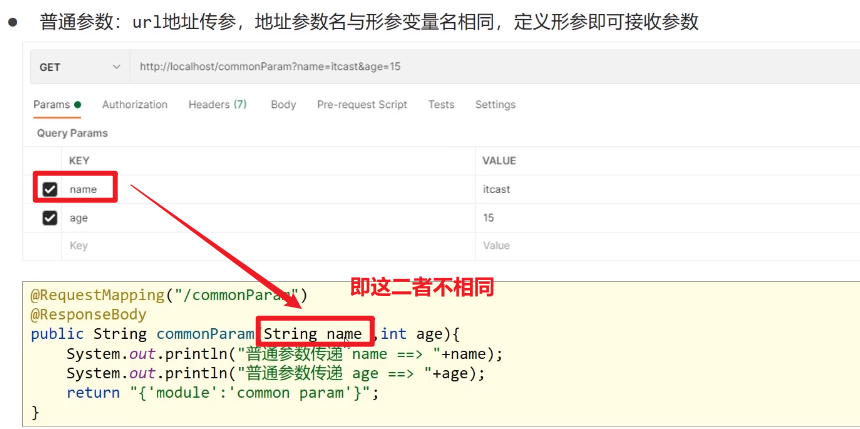 ● 普通参数：url地址传参，地址参数名与形参变量名相同，定义形参即可接收参数
GET http://localhost/commonParam?name=itcast&age=15
Params Authorization Headers (7) Body Pre-request Script Tests Settings
Query Params
KEY VALUE
name itcast
age 15
Key Value
即这二者不相同
@RequestMapping("/commonParam")
@ResponseBody
public String commonParam(String name ,int age){
System.out.println("普通参数传递 name ==> "+name);
System.out.println("普通参数传递 age ==> "+age);
return "{'module':'common param'}";
}